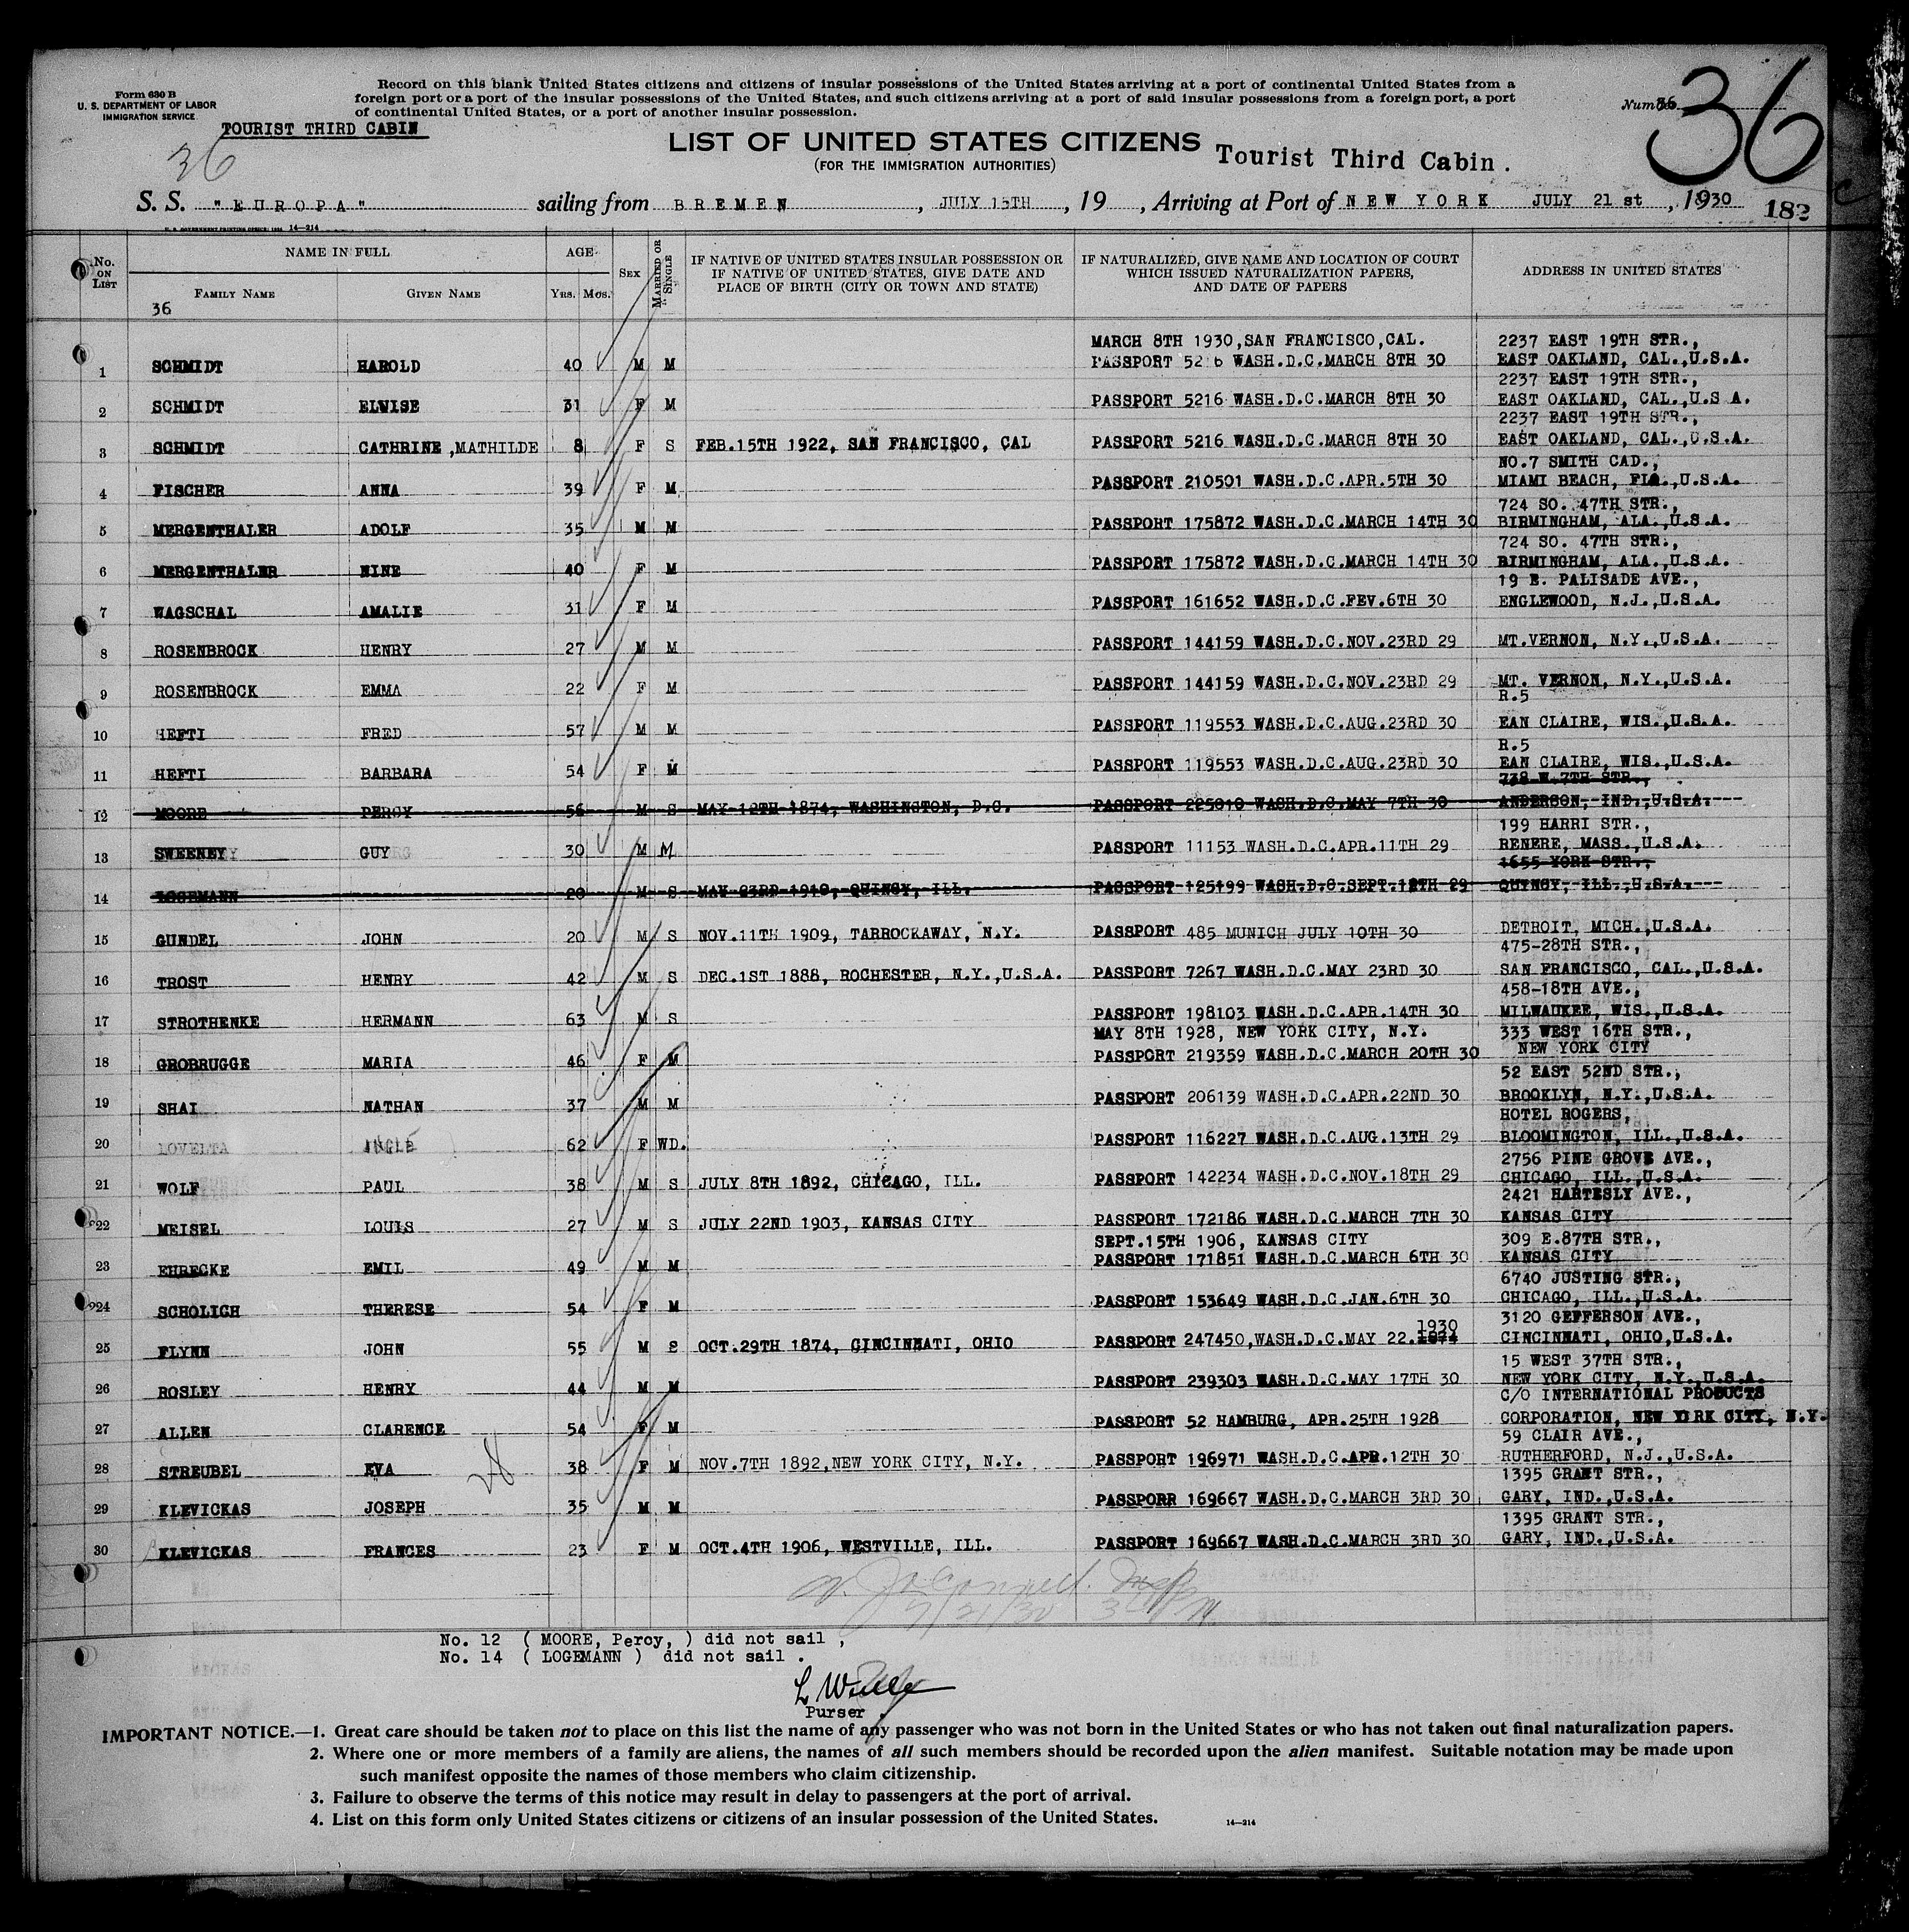 Form 630 B
U. S. DEPARTMENT OF LABOR
IMMIGRATION SERVICE
Record on this blank United States citizens and citizens of insular possessions of the United States arriving at a port of continental United States from a
foreign port or a port of the insular possessions of the United States, and such citizens arriving at a port of said insular possessions from a foreign port, a port
of continental United States, or a port of another insular possession.
Number 36
36
TOURIST THIRD CABIN
36
LIST OF UNITED STATES CITIZENS
(FOR THE IMMIGRATION AUTHORITIES)
Tourist Third Cabin.
S. S. "EUROPA" sailing from BREMEN, JULY 15TH, 19 , Arriving at Port of NEW YORK JULY 21st, 1930
182
U. S. GOVERNMENT PRINTING OFFICE: 14—214
No. ON LIST
NAME IN FULL
FAMILY NAME
GIVEN NAME
AGE
YRS. MOS.
SEX
MARRIED OR SINGLE
IF NATIVE OF UNITED STATES INSULAR POSSESSION OR
IF NATIVE OF UNITED STATES, GIVE DATE AND
PLACE OF BIRTH (CITY OR TOWN AND STATE)
IF NATURALIZED, GIVE NAME AND LOCATION OF COURT
WHICH ISSUED NATURALIZATION PAPERS,
AND DATE OF PAPERS
ADDRESS IN UNITED STATES
36
MARCH 8TH 1930,SAN FRANCISCO,CAL. 2237 EAST 19TH STR.,
1 SCHMIDT HAROLD 40 M M PASSPORT 5216 WASH.D.C.MARCH 8TH 30 EAST OAKLAND, CAL.,U.S.A.
2237 EAST 19TH STR.,
2 SCHMIDT ELWISE 31 F M PASSPORT 5216 WASH.D.C.MARCH 8TH 30 EAST OAKLAND, CAL.,U.S A.
2237 EAST 19TH STR.,
3 SCHMIDT CATHRINE ,MATHILDE 8 F S FEB.15TH 1922, SAN FRANCISCO, CAL PASSPORT 5216 WASH.D.C.MARCH 8TH 30 EAST OAKLAND, CAL.,U.S.A.
NO.7 SMITH CAD.,
4 FISCHER ANNA 39 F M PASSPORT 210501 WASH.D.C.APR.5TH 30 MIAMI BEACH, FLA.,U.S.A.
724 SO. 47TH STR.,
5 MERGENTHALER ADOLF 35 M M PASSPORT 175872 WASH.D.C.MARCH 14TH 30 BIRMINGHAM, ALA.,U.S.A.
724 SO. 47TH STR.,
6 MERGENTHALER NINE 40 F M PASSPORT 175872 WASH.D.C.MARCH 14TH 30 BIRMINGHAM, ALA.,U.S.A.
19 E. PALISADE AVE.,
7 WAGSCHAL AMALIE 31 F M PASSPORT 161652 WASH.D.C.FEV.6TH 30 ENGLEWOOD, N.J.,U.S.A.
8 ROSENBROCK HENRY 27 M M PASSPORT 144159 WASH.D.C.NOV.23RD 29 MT.VERNON, N.Y.,U.S.A.
9 ROSENBROCK EMMA 22 F M PASSPORT 144159 WASH.D.C.NOV.23RD 29 MT. VERNON, N.Y.,U.S.A.
R.5
10 HEFTI FRED 57 M M PASSPORT 119553 WASH.D.C.AUG.23RD 30 EAN CLAIRE, WIS.,U.S.A.
R.5
11 HEFTI BARBARA 54 F M PASSPORT 119553 WASH.D.C.AUG.23RD 30 EAN CLAIRE, WIS.,U.S.A.
738 W.7TH STR.,
12 MOORE PERCY 56 M S MAY 12TH 1874, WASHINGTON, D.C. PASSPORT 225010 WASH.D.C.MAY 7TH 30 ANDERSON, IND.,U.S.A.
199 HARRI STR.,
13 SWEENEY GUY 30 M M PASSPORT 11153 WASH.D.C.APR.11TH 29 RENERE, MASS.,U.S.A.
1655 YORK STR.,
14 LOGEMANN 20 M S MAY 23RD 1910, QUINCY, ILL. PASSPORT 125199 WASH.D.C.SEPT.12TH 29 QUINCY, ILL.,U.S.A.
15 GUNDEL JOHN 20 M S NOV.11TH 1909, TARROCKAWAY, N.Y. PASSPORT 485 MUNICH JULY 10TH 30 DETROIT, MICH.,U.S.A.
475-28TH STR.,
16 TROST HENRY 42 M S DEC.1ST 1888, ROCHESTER, N.Y.,U.S.A. PASSPORT 7267 WASH.D.C.MAY 23RD 30 SAN FRANCISCO, CAL.,U.S.A.
458-18TH AVE.,
17 STROTHENKE HERMANN 63 M S PASSPORT 198103 WASH.D.C.APR.14TH 30 MILWAUKEE, WIS.,U.S.A.
MAY 8TH 1928, NEW YORK CITY, N.Y. 333 WEST 16TH STR.,
18 GROBRUGGE MARIA 46 F M PASSPORT 219359 WASH.D.C.MARCH 20TH 30 NEW YORK CITY
52 EAST 52ND STR.,
19 SHAI NATHAN 37 M M PASSPORT 206139 WASH.D.C.APR.22ND 30 BROOKLYN, N.Y.,U.S.A.
HOTEL ROGERS,
20 LOVELTA INGLE 62 F WD. PASSPORT 116227 WASH.D.C.AUG.13TH 29 BLOOMINGTON, ILL.,U.S.A.
2756 PINE GROVE AVE.,
21 WOLF PAUL 38 M S JULY 8TH 1892, CHICAGO, ILL. PASSPORT 142234 WASH.D.C.NOV.18TH 29 CHICAGO, ILL.,U.S.A.
2421 HARTESLY AVE.,
22 MEISEL LOUIS 27 M S JULY 22ND 1903, KANSAS CITY PASSPORT 172186 WASH.D.C.MARCH 7TH 30 KANSAS CITY
SEPT.15TH 1906, KANSAS CITY 309 E.87TH STR.,
23 EHRECKE EMIL 49 M M PASSPORT 171851 WASH.D.C.MARCH 6TH 30 KANSAS CITY
6740 JUSTING STR.,
24 SCHOLICH THERESE 54 F M PASSPORT 153649 WASH.D.C.JAN.6TH 30 CHICAGO, ILL.,U.S.A.
3120 GEFFERSON AVE.,
1930
25 FLYNN JOHN 55 M S OCT.29TH 1874, CINCINNATI, OHIO PASSPORT 247450,WASH.D.C.MAY 22.1874 CINCINNATI, OHIO,U.S.A.
15 WEST 37TH STR.,
26 ROSLEY HENRY 44 M M PASSPORT 239303 WASH.D.C.MAY 17TH 30 NEW YORK CITY, N.Y.,U.S.A.
C/O INTERNATIONAL PRODUCTS
27 ALLEN CLARENCE 54 F M PASSPORT 52 HAMBURG, APR.25TH 1928 CORPORATION, NEW YORK CITY, N.Y.
59 CLAIR AVE.,
28 STREUBEL EVA 38 F M NOV.7TH 1892,NEW YORK CITY, N.Y. PASSPORT 196971 WASH.D.C.APR.12TH 30 RUTHERFORD, N.J.,U.S.A.
28
1395 GRANT STR.,
29 KLEVICKAS JOSEPH 35 M M PASSPORR 169667 WASH.D.C.MARCH 3RD 30 GARY, IND.,U.S.A.
1395 GRANT STR.,
30 KLEVICKAS FRANCES 23 F M OCT.4TH 1906, WESTVILLE, ILL. PASSPORT 169667 WASH.D.C.MARCH 3RD 30 GARY, IND.,U.S.A.
7/21/30
No. 12 ( MOORE, Percy, ) did not sail ,
No. 14 ( LOGEMANN ) did not sail .
Purser.
IMPORTANT NOTICE.—1. Great care should be taken not to place on this list the name of any passenger who was not born in the United States or who has not taken out final naturalization papers.
2. Where one or more members of a family are aliens, the names of all such members should be recorded upon the alien manifest. Suitable notation may be made upon
such manifest opposite the names of those members who claim citizenship.
3. Failure to observe the terms of this notice may result in delay to passengers at the port of arrival.
4. List on this form only United States citizens or citizens of an insular possession of the United States.
14—214